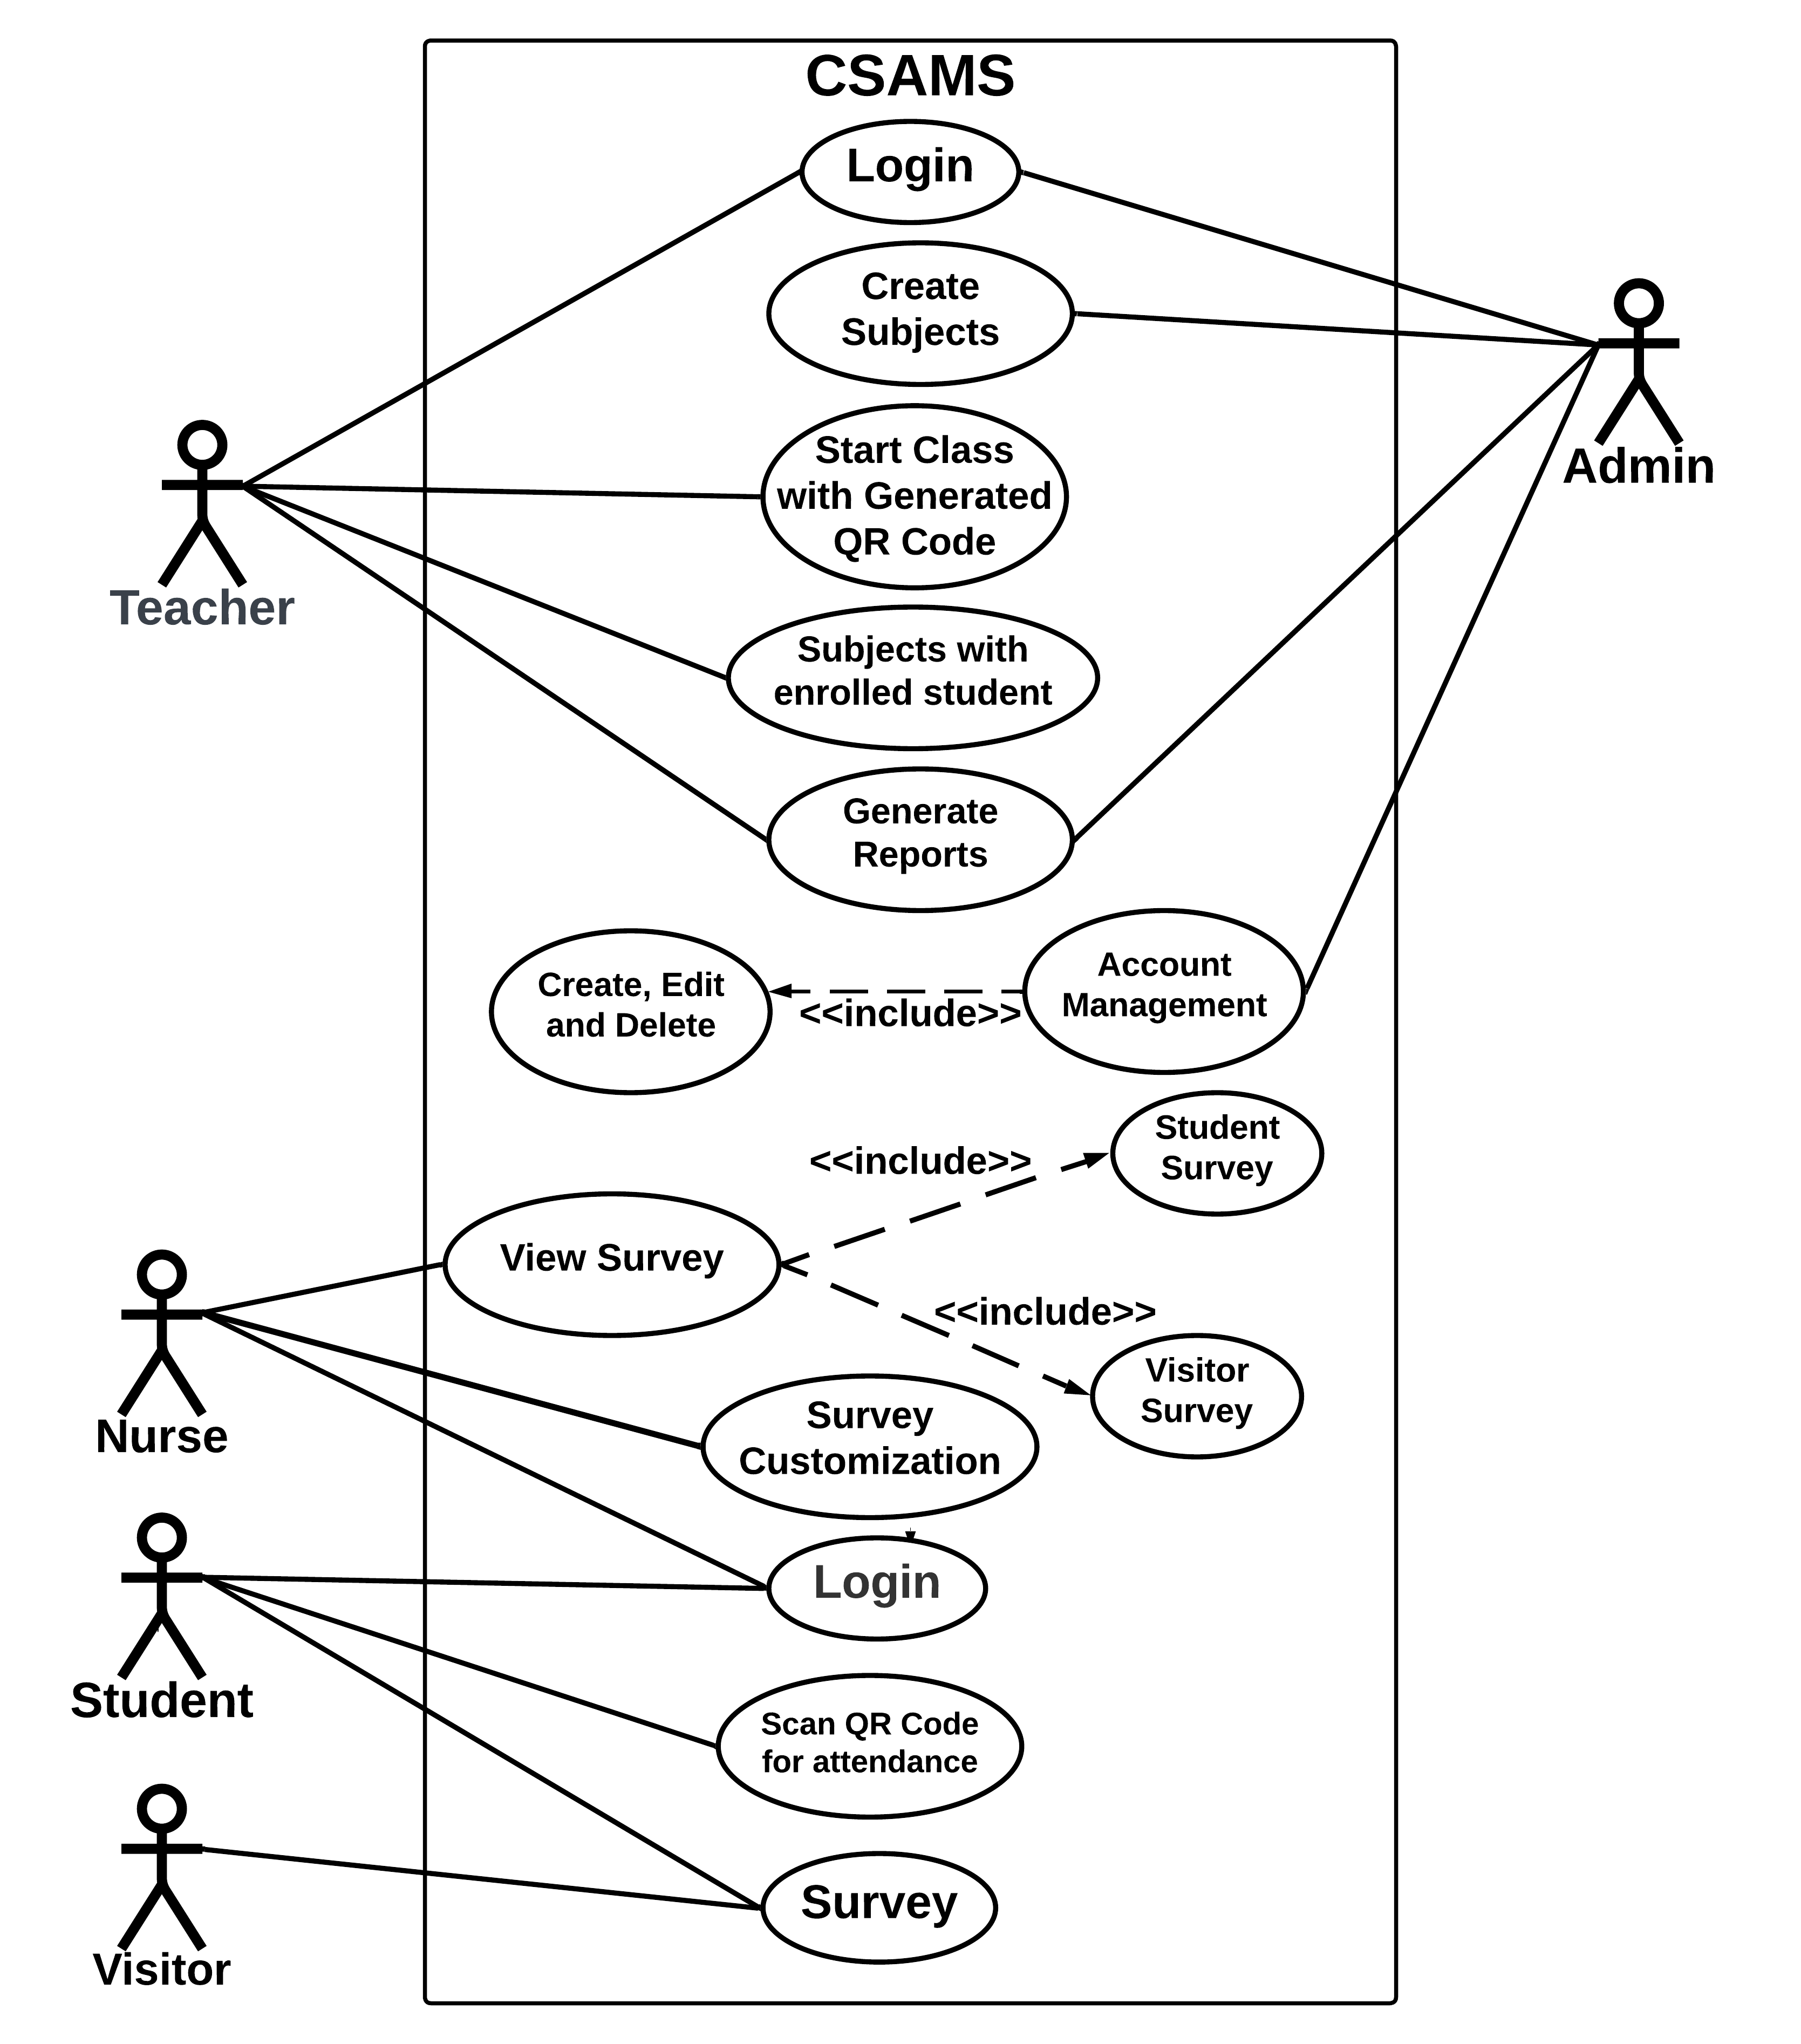 CSAMS
Login
Create
Subjects
Admin
Start Class
with Generated
QR Code
Teacher
Subjects with
enrolled student
Generate
Reports
Create, Edit
and Delete
<<include>>
Account
Management
Student
Survey
<<include>>
View Survey
<<include>>
Visitor
Survey
Nurse
Survey
Customization
Login
Student
Scan QR Code
for attendance
Survey
Visitor